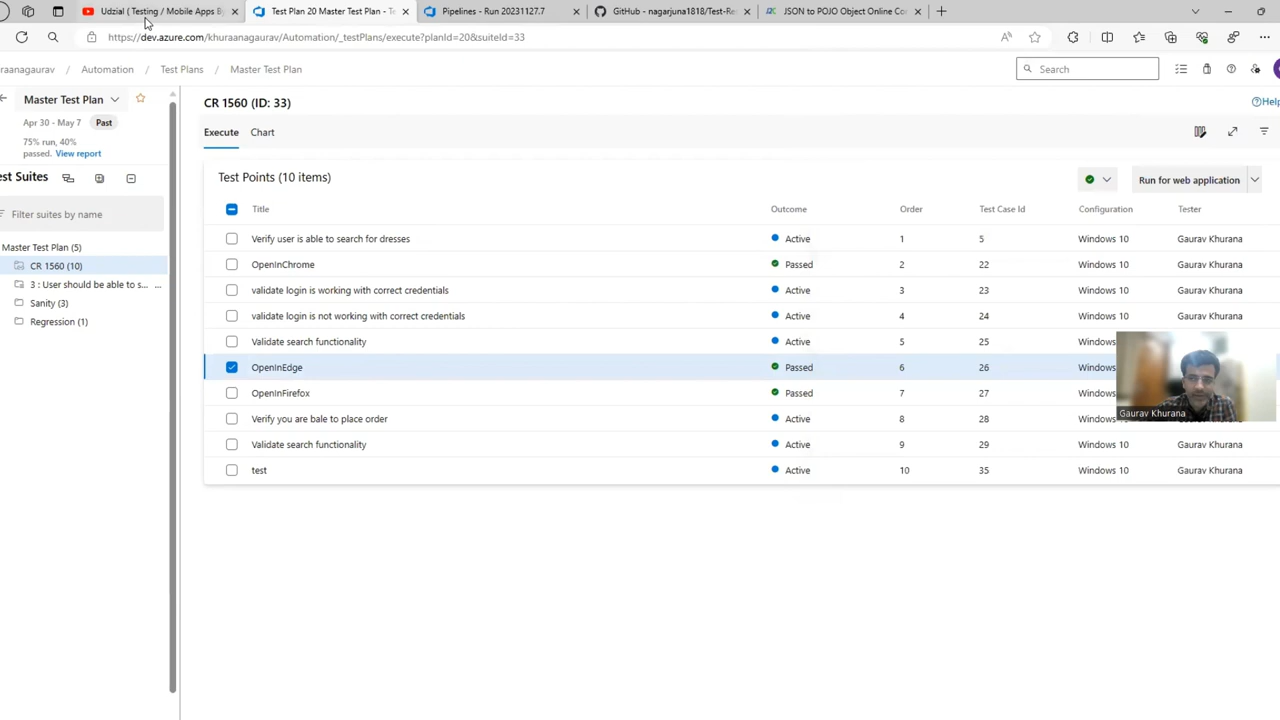 Udzial ( Testing / Mobile Apps By
Test Plan 20 Master Test Plan - Te
Pipelines - Run 20231127.7
GitHub - nagarjuna1818/Test-Res
JSON to POJO Object Online Con
https://dev.azure.com/khuraanagaurav/Automation/_testPlans/execute?planId=20&suiteId=33
uraanagaurav / Automation / Test Plans / Master Test Plan
Search
Master Test Plan
CR 1560 (ID: 33)
Help
Apr 30 - May 7 Past
75% run, 40%
passed. View report
Execute Chart
est Suites
Test Points (10 items)
Run for web application
Filter suites by name
Title Outcome Order Test Case Id Configuration Tester
Master Test Plan (5)
CR 1560 (10)
3 : User should be able to s... ...
Sanity (3)
Regression (1)
Verify user is able to search for dresses Active 1 5 Windows 10 Gaurav Khurana
OpenInChrome Passed 2 22 Windows 10 Gaurav Khurana
validate login is working with correct credentials Active 3 23 Windows 10 Gaurav Khurana
validate login is not working with correct credentials Active 4 24 Windows 10 Gaurav Khurana
Validate search functionality Active 5 25 Windows
OpenInEdge Passed 6 26 Windows
OpenInFirefox Passed 7 27 Windows
Gaurav Khurana
Verify you are bale to place order Active 8 28 Windows 10 Gaurav Khurana
Validate search functionality Active 9 29 Windows 10 Gaurav Khurana
test Active 10 35 Windows 10 Gaurav Khurana